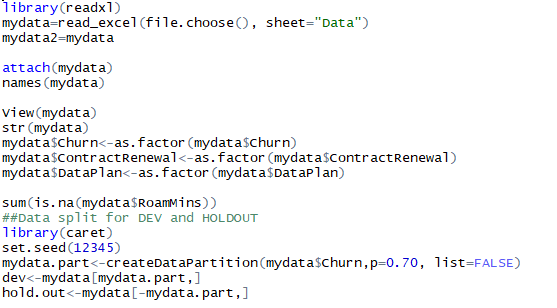 library(readxl)
mydata=read_excel(file.choose(), sheet="Data")
mydata2=mydata
attach(mydata)
names(mydata)
View(mydata)
str(mydata)
mydata$Churn<-as.factor(mydata$Churn)
mydata$ContractRenewal<-as.factor(mydata$ContractRenewal)
mydata$DataPlan<-as.factor(mydata$DataPlan)
sum(is.na(mydata$RoamMins))
##Data split for DEV and HOLDOUT
library(caret)
set.seed(12345)
mydata.part<-createDataPartition(mydata$Churn,p=0.70, list=FALSE)
dev<-mydata[mydata.part,]
hold.out<-mydata[-mydata.part,]